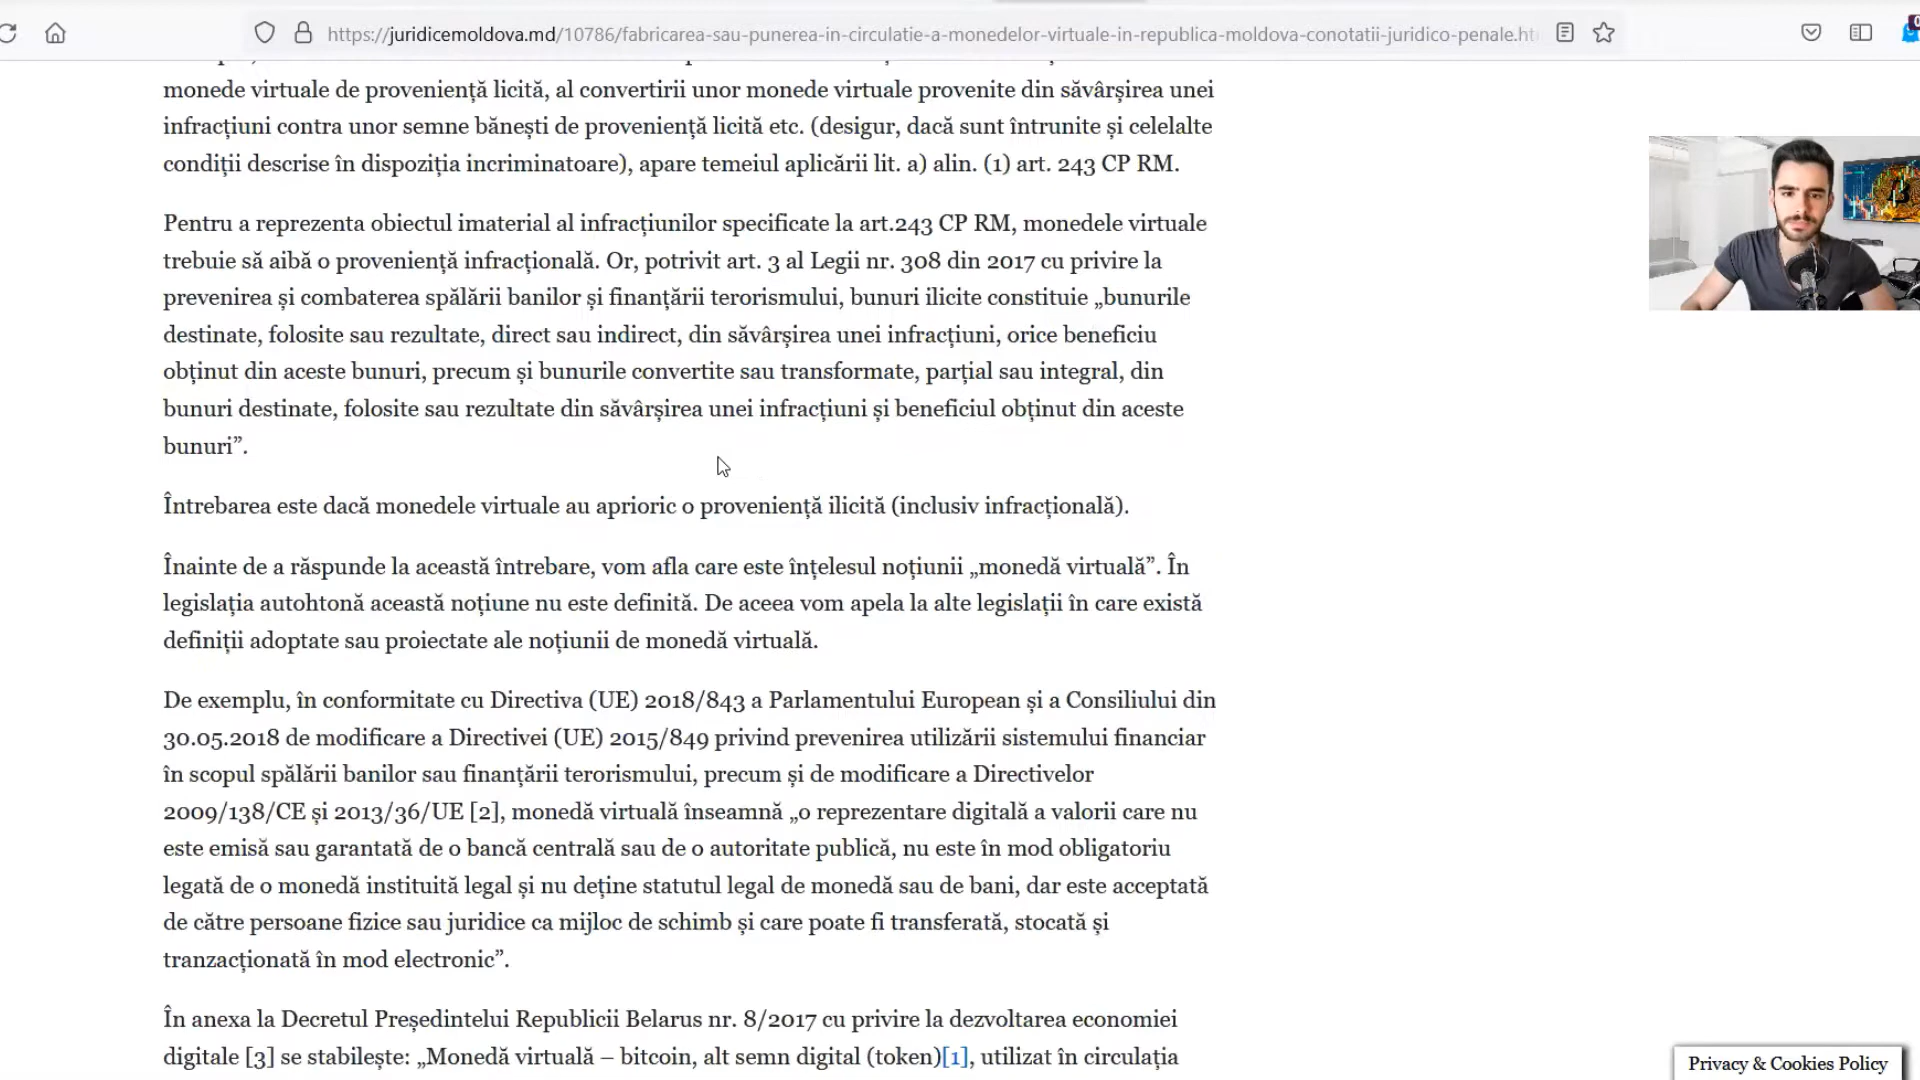 https://juridicemoldova.md/10786/fabricarea-sau-punerea-in-circulatie-a-monedelor-virtuale-in-republica-moldova-conotatii-juridico-penale.ht
monede virtuale de proveniență licită, al convertirii unor monede virtuale provenite din săvârșirea unei
infracțiuni contra unor semne bănești de proveniență licită etc. (desigur, dacă sunt întrunite și celelalte
condiții descrise în dispoziția incriminatoare), apare temeiul aplicării lit. a) alin. (1) art. 243 CP RM.
Pentru a reprezenta obiectul imaterial al infracțiunilor specificate la art.243 CP RM, monedele virtuale
trebuie să aibă o proveniență infracțională. Or, potrivit art. 3 al Legii nr. 308 din 2017 cu privire la
prevenirea și combaterea spălării banilor și finanțării terorismului, bunuri ilicite constituie „bunurile
destinate, folosite sau rezultate, direct sau indirect, din săvârșirea unei infracțiuni, orice beneficiu
obținut din aceste bunuri, precum și bunurile convertite sau transformate, parțial sau integral, din
bunuri destinate, folosite sau rezultate din săvârșirea unei infracțiuni și beneficiul obținut din aceste
bunuri”.
Întrebarea este dacă monedele virtuale au aprioric o proveniență ilicită (inclusiv infracțională).
Înainte de a răspunde la această întrebare, vom afla care este înțelesul noțiunii „monedă virtuală”. În
legislația autohtonă această noțiune nu este definită. De aceea vom apela la alte legislații în care există
definiții adoptate sau proiectate ale noțiunii de monedă virtuală.
De exemplu, în conformitate cu Directiva (UE) 2018/843 a Parlamentului European și a Consiliului din
30.05.2018 de modificare a Directivei (UE) 2015/849 privind prevenirea utilizării sistemului financiar
în scopul spălării banilor sau finanțării terorismului, precum și de modificare a Directivelor
2009/138/CE și 2013/36/UE [2], monedă virtuală înseamnă „o reprezentare digitală a valorii care nu
este emisă sau garantată de o bancă centrală sau de o autoritate publică, nu este în mod obligatoriu
legată de o monedă instituită legal și nu deține statutul legal de monedă sau de bani, dar este acceptată
de către persoane fizice sau juridice ca mijloc de schimb și care poate fi transferată, stocată și
tranzacționată în mod electronic”.
În anexa la Decretul Președintelui Republicii Belarus nr. 8/2017 cu privire la dezvoltarea economiei
digitale [3] se stabilește: „Monedă virtuală – bitcoin, alt semn digital (token)[1], utilizat în circulația
Privacy & Cookies Policy